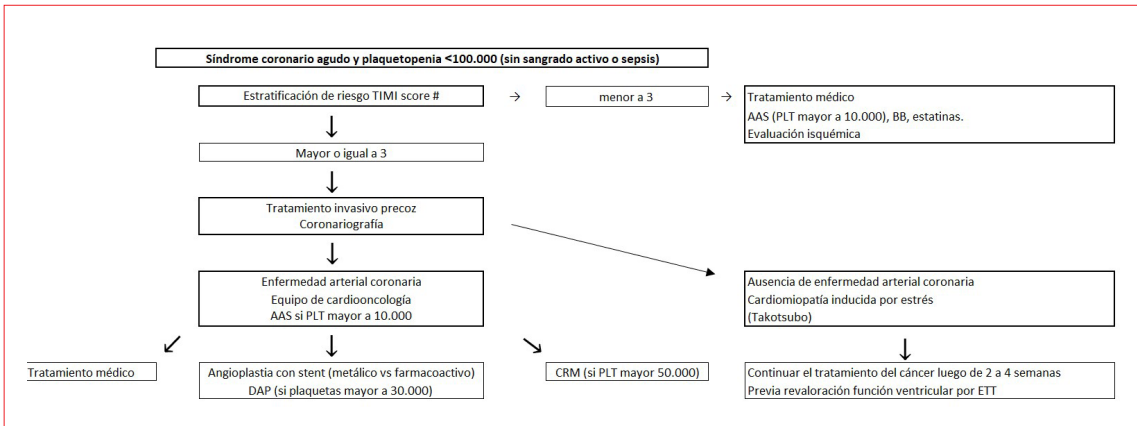 Síndrome coronario agudo y plaquetopenia <100.000 (sin sangrado activo o sepsis)
Estratificación de riesgo TIMI score #
menor a 3
Tratamiento médico
AAS (PLT mayor a 10.000), BB, estatinas.
Evaluación isquémica
Mayor o igual a 3
Tratamiento invasivo precoz
Coronariografía
Enfermedad arterial coronaria
Equipo de cardiooncología
AAS si PLT mayor a 10.000
Ausencia de enfermedad arterial coronaria
Cardiomiopatía inducida por estrés
(Takotsubo)
Tratamiento médico
Angioplastia con stent (metálico vs farmacoactivo)
DAP (si plaquetas mayor a 30.000)
CRM (si PLT mayor 50.000)
Continuar el tratamiento del cáncer luego de 2 a 4 semanas
Previa revaloración función ventricular por ETT